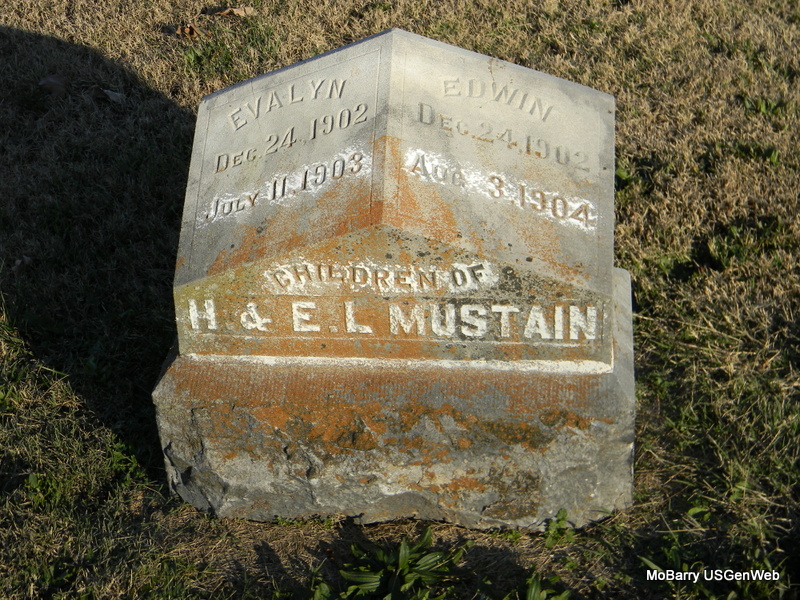 EVALYN
DEC. 24, 1902
JULY 11, 1903
EDWIN
DEC. 24, 1902
AUG 3, 1904
CHILDREN OF
H. & E. L MUSTAIN
MoBarry USGenWeb